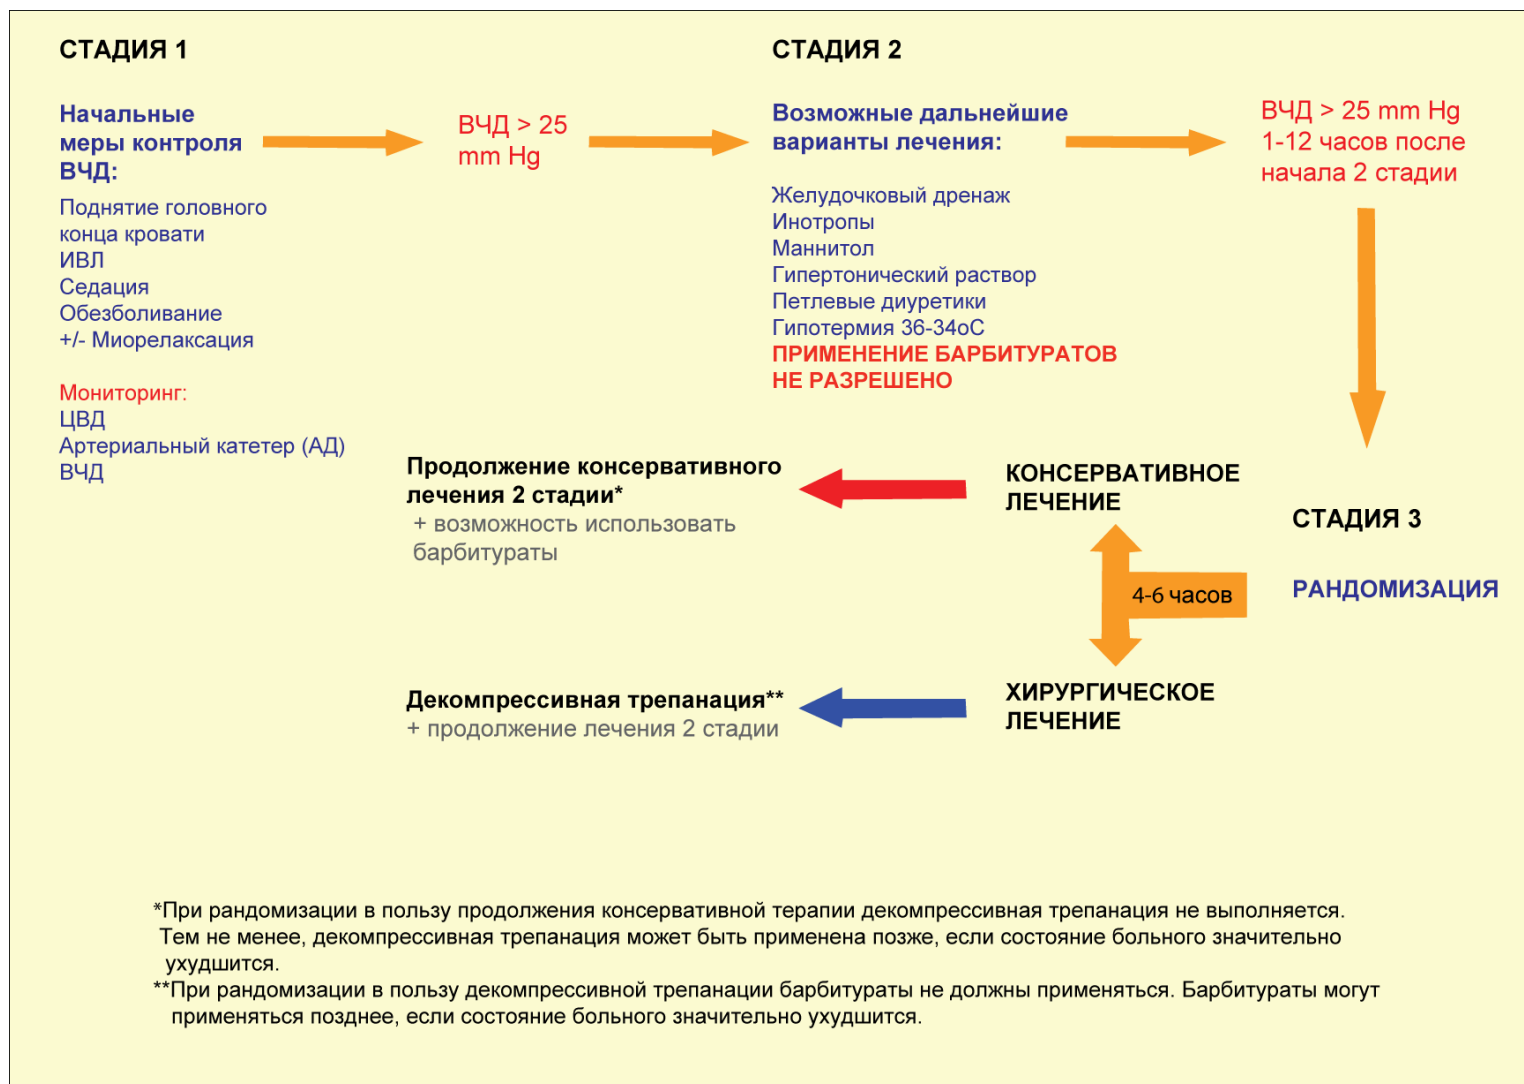 СТАДИЯ 1
Начальные
меры контроля
ВЧД:
Поднятие головного
конца кровати
ИВЛ
Седация
Обезболивание
+/- Миорелаксация
Мониторинг:
ЦВД
Артериальный катетер (АД)
ВЧД
ВЧД > 25
mm Hg
СТАДИЯ 2
Возможные дальнейшие
варианты лечения:
Желудочковый дренаж
Инотропы
Маннитол
Гипертонический раствор
Петлевые диуретики
Гипотермия 36-34оС
ПРИМЕНЕНИЕ БАРБИТУРАТОВ
НЕ РАЗРЕШЕНО
ВЧД > 25 mm Hg
1-12 часов после
начала 2 стадии
СТАДИЯ 3
РАНДОМИЗАЦИЯ
4-6 часов
КОНСЕРВАТИВНОЕ
ЛЕЧЕНИЕ
Продолжение консервативного
лечения 2 стадии*
+ возможность использовать
барбитураты
ХИРУРГИЧЕСКОЕ
ЛЕЧЕНИЕ
Декомпрессивная трепанация**
+ продолжение лечения 2 стадии
*При рандомизации в пользу продолжения консервативной терапии декомпрессивная трепанация не выполняется.
Тем не менее, декомпрессивная трепанация может быть применена позже, если состояние больного значительно
ухудшится.
**При рандомизации в пользу декомпрессивной трепанации барбитураты не должны применяться. Барбитураты могут
применяться позднее, если состояние больного значительно ухудшится.